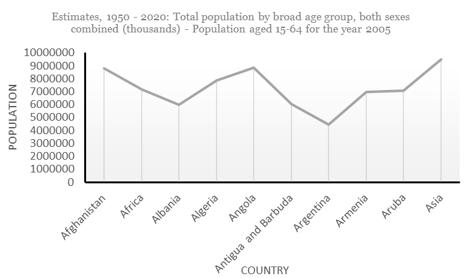 Estimates, 1950 - 2020: Total population by broad age group, both sexes
combined (thousands) - Population aged 15-64 for the year 2005
POPULATION
10000000
9000000
8000000
7000000
6000000
5000000
4000000
3000000
2000000
1000000
0
Afghanistan
Africa
Albania
Algeria
Angola
Antigua and Barbuda
Argentina
Armenia
Aruba
Asia
COUNTRY